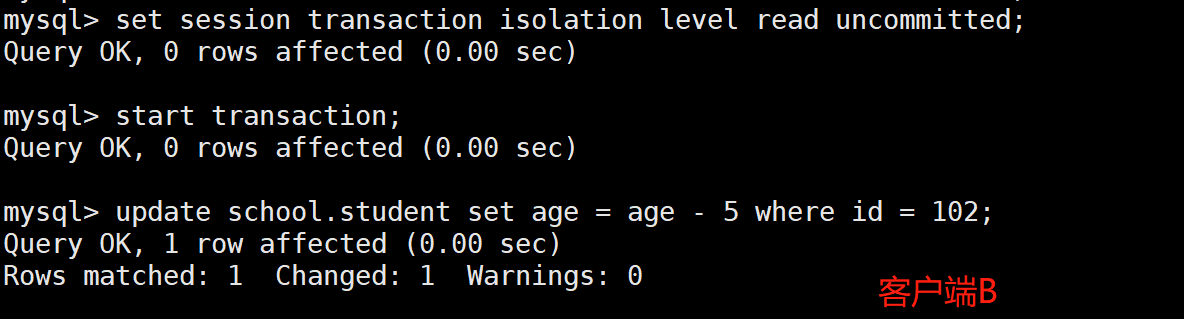 mysql> set session transaction isolation level read uncommitted;
Query OK, 0 rows affected (0.00 sec)
mysql> start transaction;
Query OK, 0 rows affected (0.00 sec)
mysql> update school.student set age = age - 5 where id = 102;
Query OK, 1 row affected (0.00 sec)
Rows matched: 1  Changed: 1  Warnings: 0
客户端B